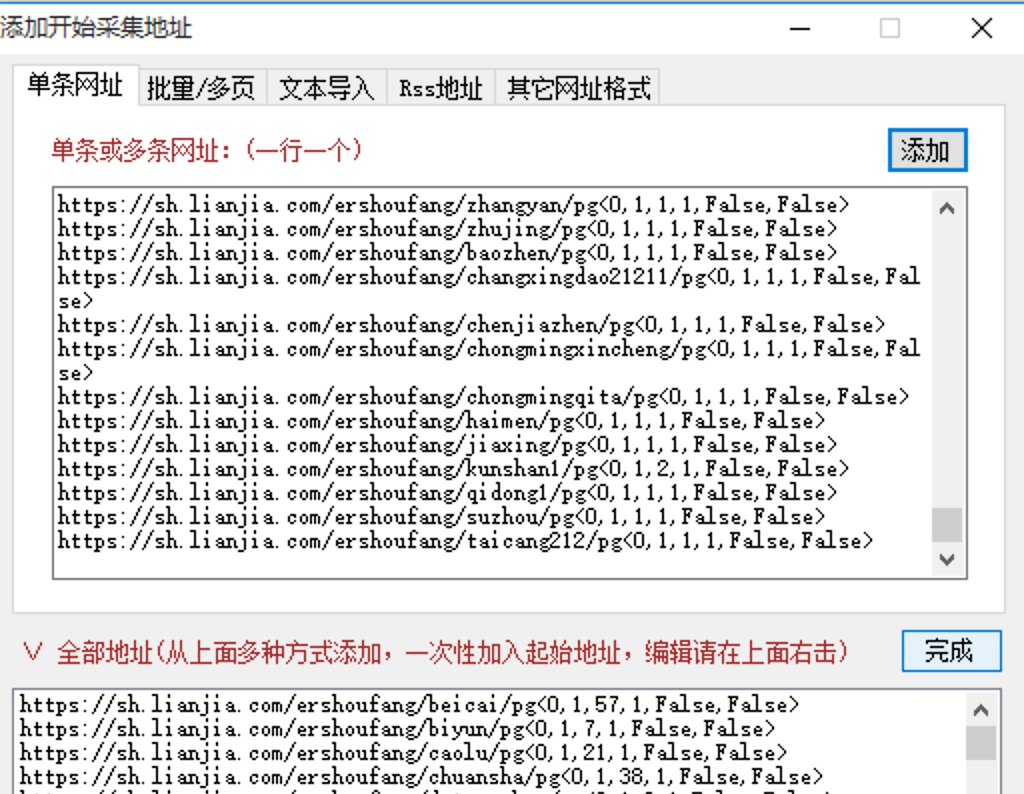 添加开始采集地址
单条网址 批量/多页 文本导入 Rss地址 其它网址格式
单条或多条网址:(一行一个) 添加
https://sh.lianjia.com/ershoufang/zhangyan/pg<0,1,1,1,False,False>
https://sh.lianjia.com/ershoufang/zhujing/pg<0,1,1,1,False,False>
https://sh.lianjia.com/ershoufang/baozhen/pg<0,1,1,1,False,False>
https://sh.lianjia.com/ershoufang/changxingdao21211/pg<0,1,1,1,False,Fal
se>
https://sh.lianjia.com/ershoufang/chenjiazhen/pg<0,1,1,1,False,False>
https://sh.lianjia.com/ershoufang/chongmingxincheng/pg<0,1,1,1,False,Fal
se>
https://sh.lianjia.com/ershoufang/chongmingqita/pg<0,1,1,1,False,False>
https://sh.lianjia.com/ershoufang/haimen/pg<0,1,1,1,False,False>
https://sh.lianjia.com/ershoufang/jiaxing/pg<0,1,1,1,False,False>
https://sh.lianjia.com/ershoufang/kunshan1/pg<0,1,2,1,False,False>
https://sh.lianjia.com/ershoufang/qidong1/pg<0,1,1,1,False,False>
https://sh.lianjia.com/ershoufang/suzhou/pg<0,1,1,1,False,False>
https://sh.lianjia.com/ershoufang/taicang212/pg<0,1,1,1,False,False>
∨ 全部地址(从上面多种方式添加，一次性加入起始地址，编辑请在上面右击) 完成
https://sh.lianjia.com/ershoufang/beicai/pg<0,1,57,1,False,False>
https://sh.lianjia.com/ershoufang/biyun/pg<0,1,7,1,False,False>
https://sh.lianjia.com/ershoufang/caolu/pg<0,1,21,1,False,False>
https://sh.lianjia.com/ershoufang/chuansha/pg<0,1,38,1,False,False>